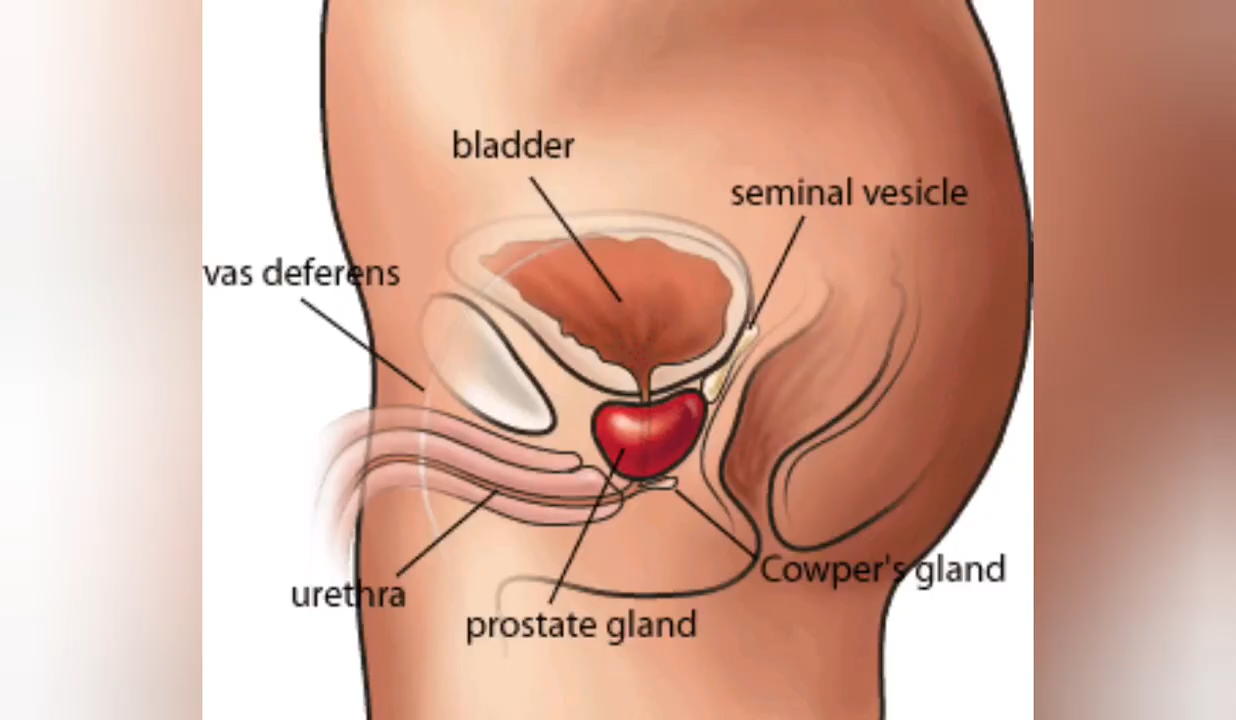 bladder
seminal vesicle
vas deferens
Cowper's gland
urethra
prostate gland